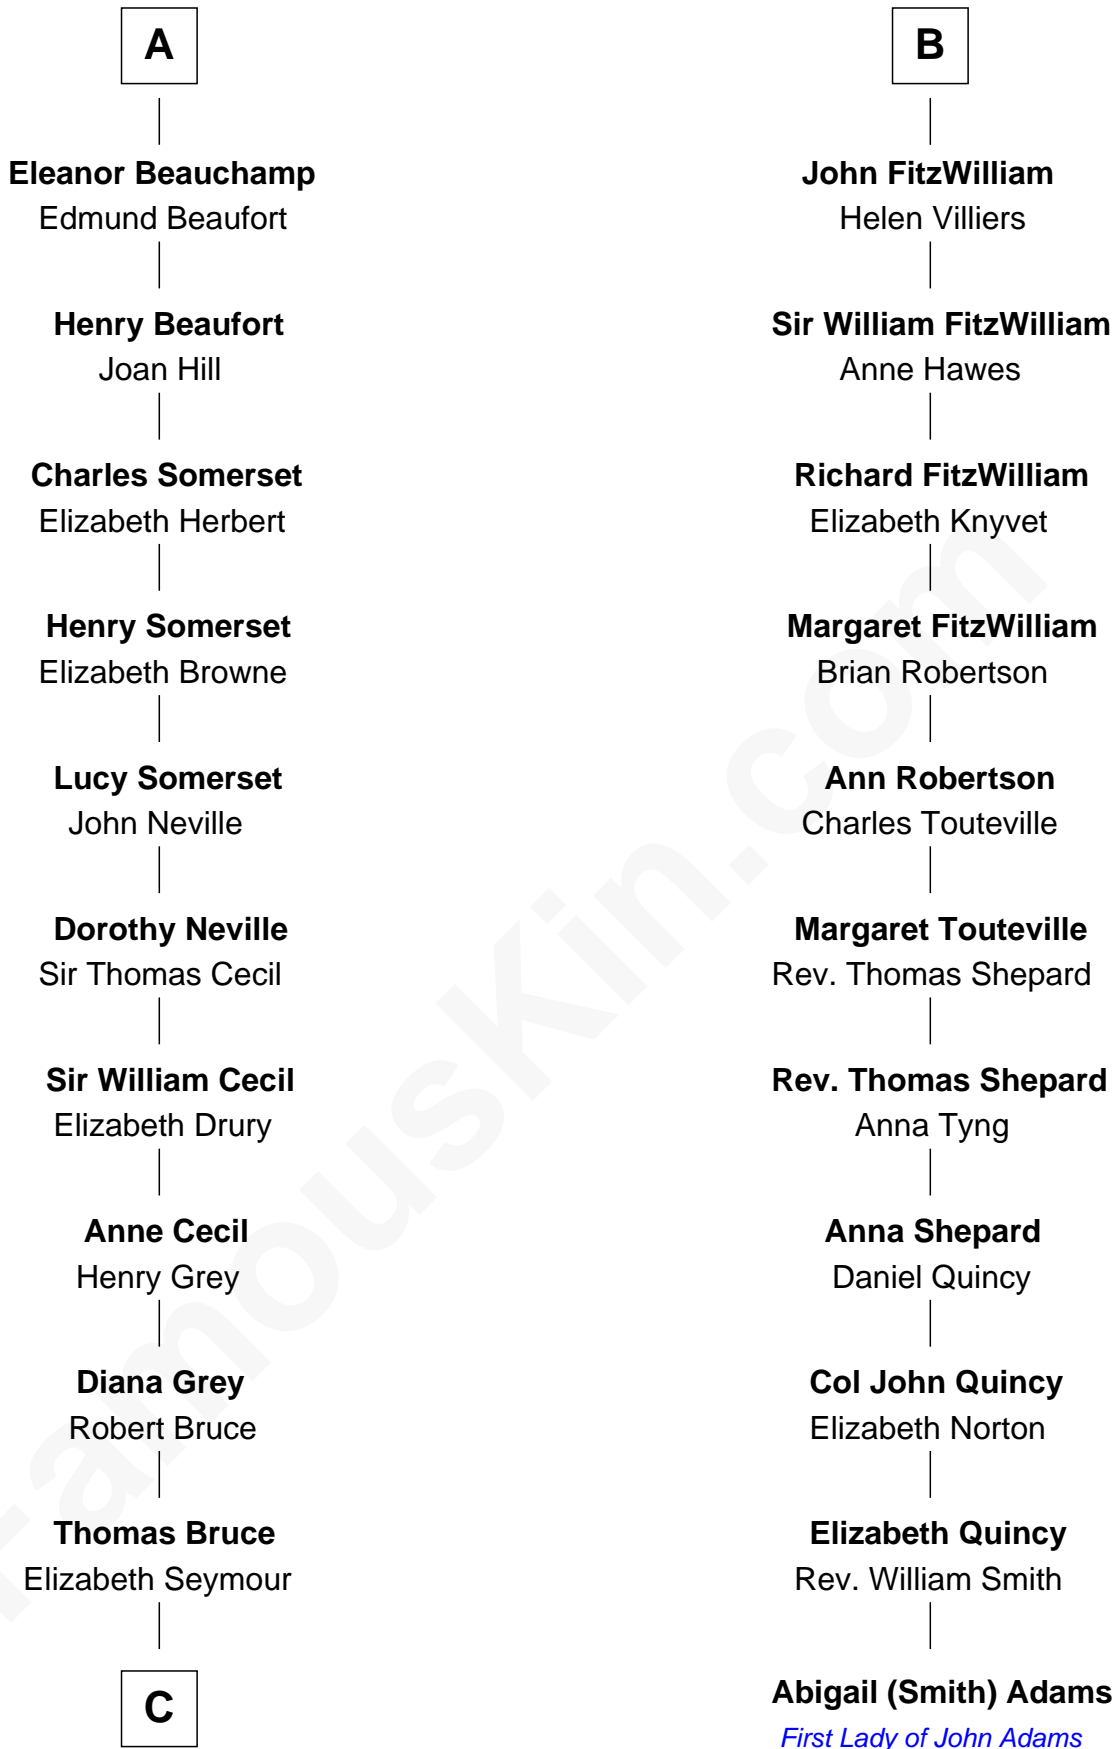 A
Eleanor Beauchamp
Edmund Beaufort
Henry Beaufort
Joan Hill
Charles Somerset
Elizabeth Herbert
Henry Somerset
Elizabeth Browne
Lucy Somerset
John Neville
Dorothy Neville
Sir Thomas Cecil
Sir William Cecil
Elizabeth Drury
Anne Cecil
Henry Grey
Diana Grey
Robert Bruce
Thomas Bruce
Elizabeth Seymour
C
B
John FitzWilliam
Helen Villiers
Sir William FitzWilliam
Anne Hawes
Richard FitzWilliam
Elizabeth Knyvet
Margaret FitzWilliam
Brian Robertson
Ann Robertson
Charles Touteville
Margaret Touteville
Rev. Thomas Shepard
Rev. Thomas Shepard
Anna Tyng
Anna Shepard
Daniel Quincy
Col John Quincy
Elizabeth Norton
Elizabeth Quincy
Rev. William Smith
Abigail (Smith) Adams
First Lady of John Adams
FamousKin.com